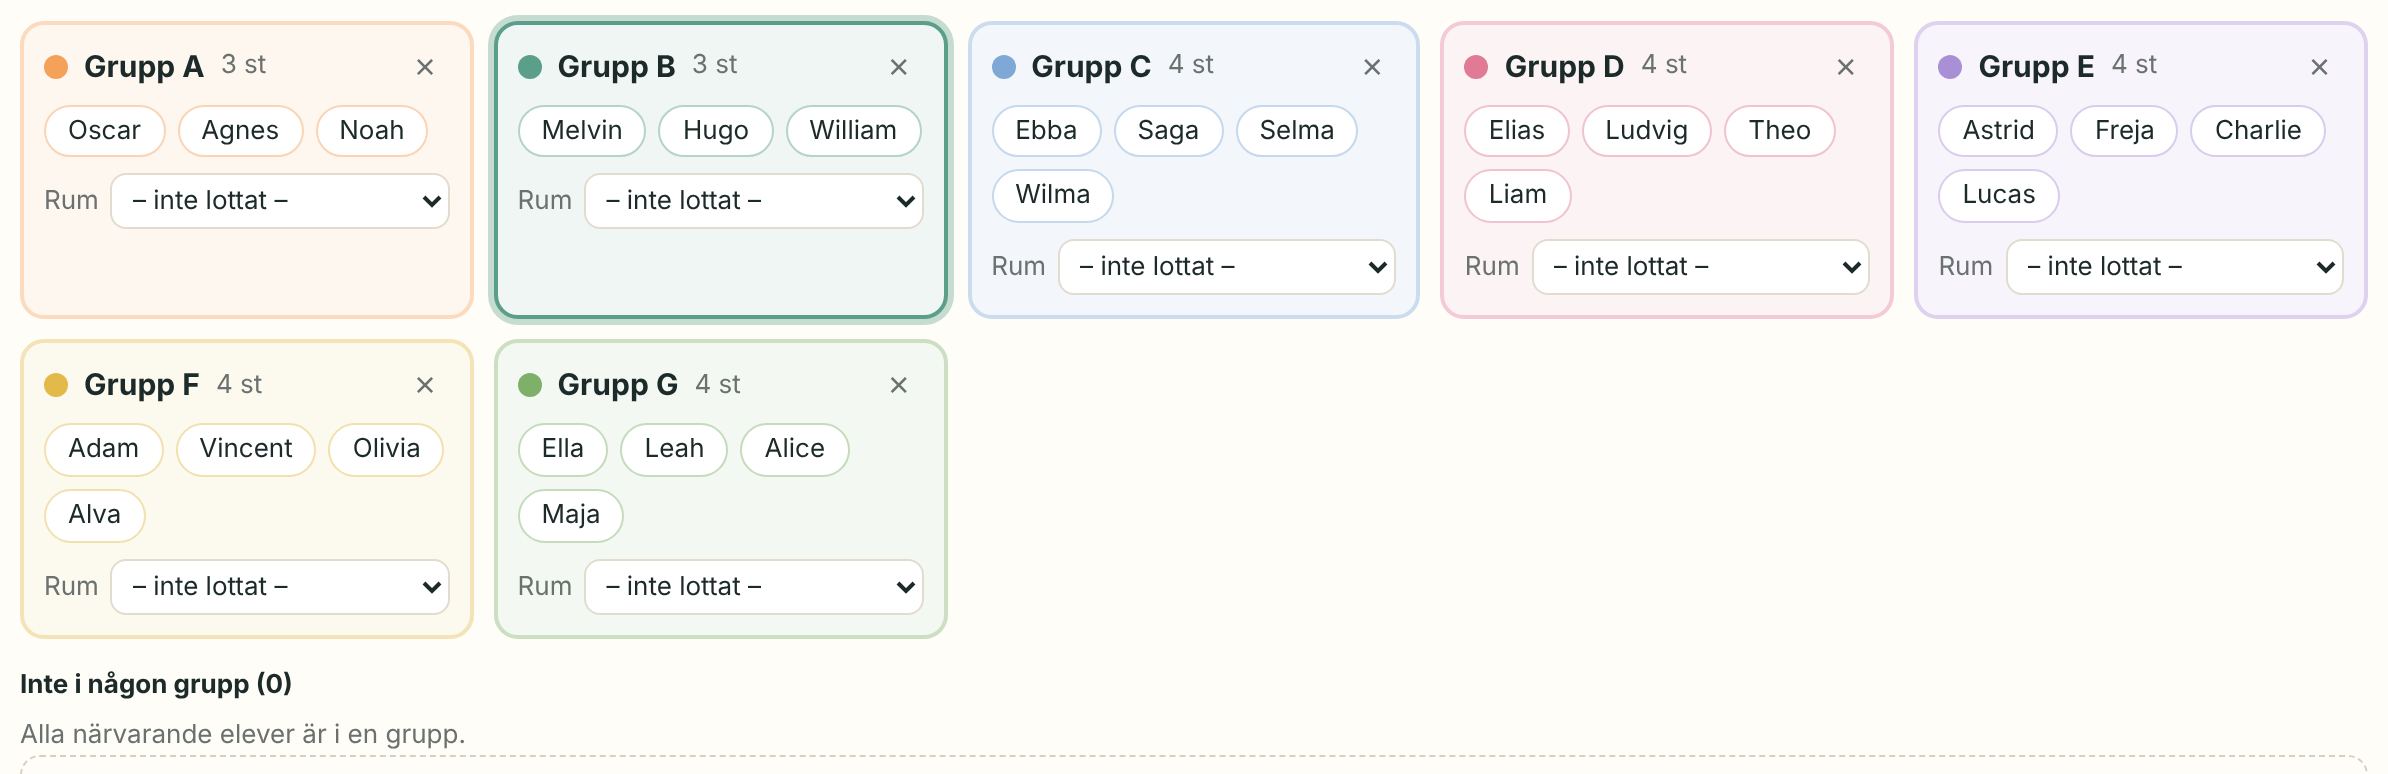 Grupp A 3 st ×
Oscar Agnes Noah
Rum – inte lottat –
Grupp B 3 st ×
Melvin Hugo William
Rum – inte lottat –
Grupp C 4 st ×
Ebba Saga Selma
Wilma
Rum – inte lottat –
Grupp D 4 st ×
Elias Ludvig Theo
Liam
Rum – inte lottat –
Grupp E 4 st ×
Astrid Freja Charlie
Lucas
Rum – inte lottat –
Grupp F 4 st ×
Adam Vincent Olivia
Alva
Rum – inte lottat –
Grupp G 4 st ×
Ella Leah Alice
Maja
Rum – inte lottat –
Inte i någon grupp (0)
Alla närvarande elever är i en grupp.